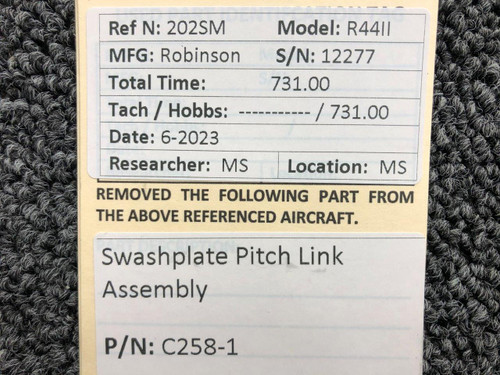 Ref N: 202SM Model: R44II
MFG: Robinson S/N: 12277
Total Time: 731.00
Tach / Hobbs: ----------- / 731.00
Date: 6-2023
Researcher: MS Location: MS
REMOVED THE FOLLOWING PART FROM
THE ABOVE REFERENCED AIRCRAFT.
Swashplate Pitch Link
Assembly
P/N: C258-1